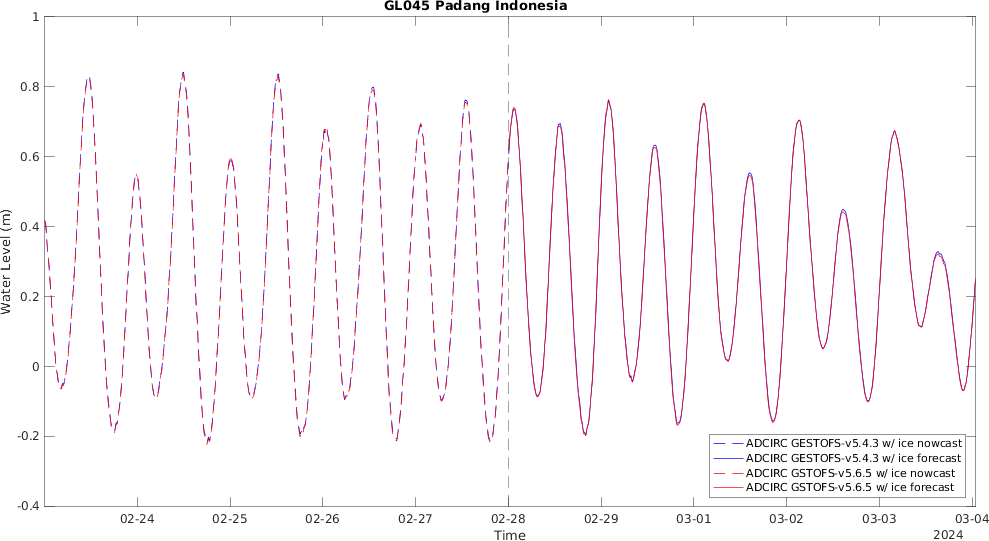 GL045 Padang Indonesia
1
0.8
0.6
0.4
0.2
0
-0.2
-0.4
Water Level (m)
ADCIRC GESTOFS-v5.4.3 w/ ice nowcast
ADCIRC GESTOFS-v5.4.3 w/ ice forecast
ADCIRC GSTOFS-v5.6.5 w/ ice nowcast
ADCIRC GSTOFS-v5.6.5 w/ ice forecast
02-24 02-25 02-26 02-27 02-28 02-29 03-01 03-02 03-03 03-04
Time
2024